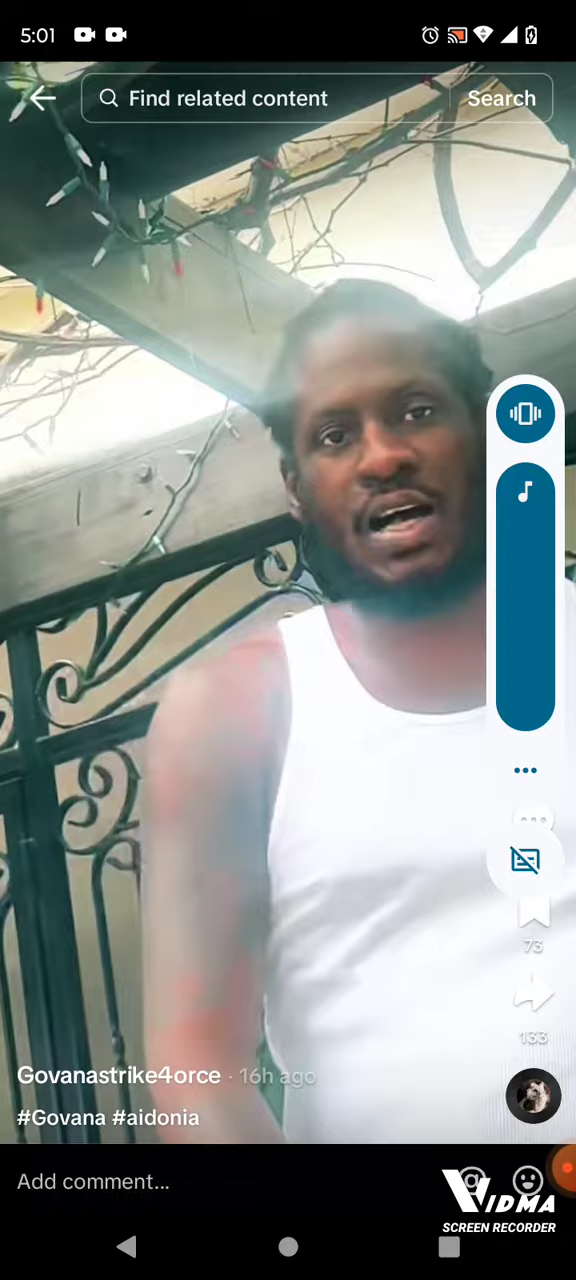 5:01
Find related content
Search
73
133
Govanastrike4orce · 16h ago
#Govana #aidonia
Add comment...
VIDMA
SCREEN RECORDER